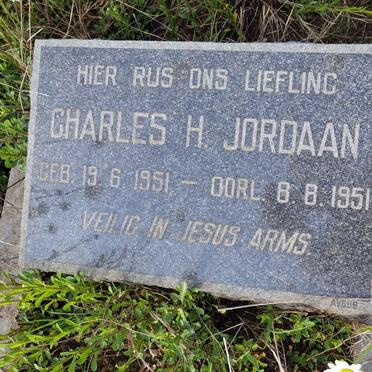 HIER RUS ONS LIEFLING
CHARLES H. JORDAAN
GEB. 19.6.1951 — OORL. 8.8.1951
VEILIG IN JESUS ARMS